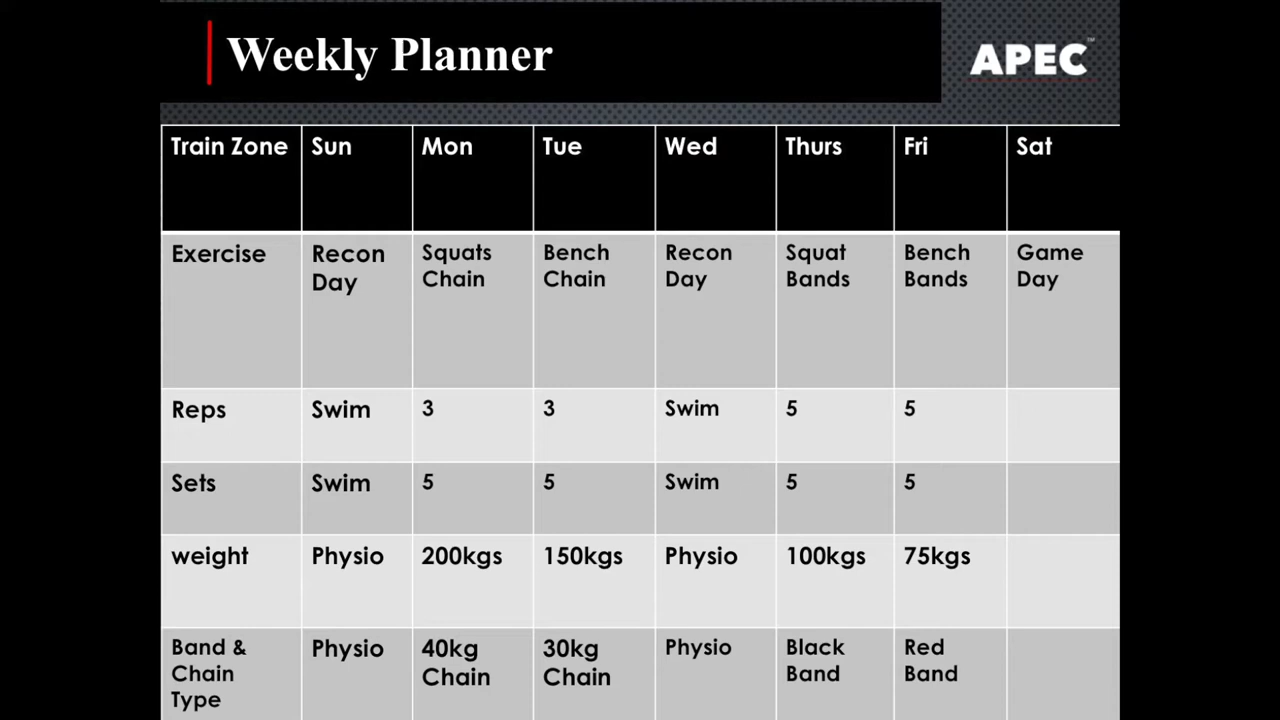 Weekly Planner
APEC™
Train Zone Sun Mon Tue Wed Thurs Fri Sat
Exercise Recon Day Squats Chain Bench Chain Recon Day Squat Bands Bench Bands Game Day
Reps Swim 3 3 Swim 5 5
Sets Swim 5 5 Swim 5 5
weight Physio 200kgs 150kgs Physio 100kgs 75kgs
Band & Chain Type Physio 40kg Chain 30kg Chain Physio Black Band Red Band